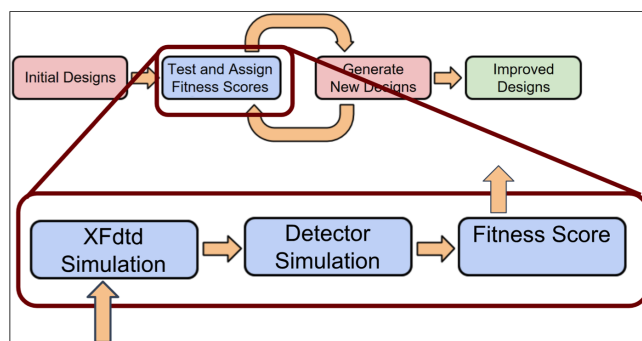 Initial Designs
Test and Assign
Fitness Scores
Generate
New Designs
Improved
Designs
XFdtd
Simulation
Detector
Simulation
Fitness Score